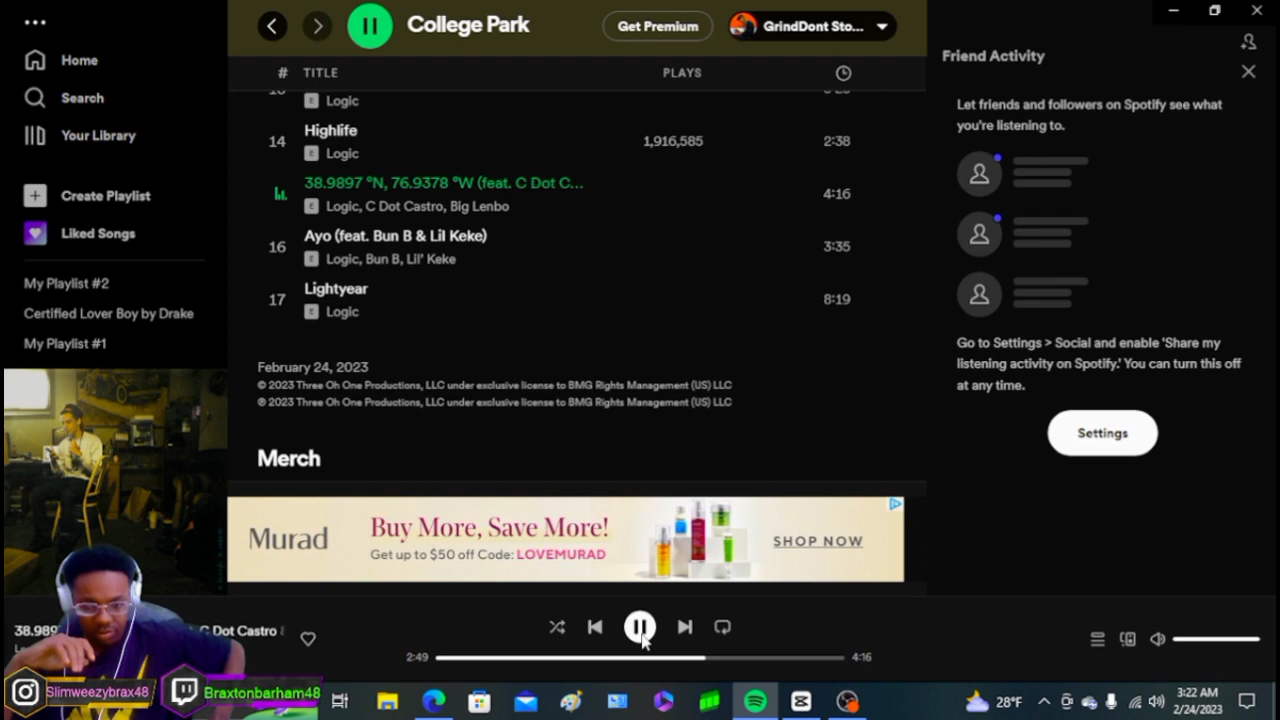 College Park
Get Premium
GrindDont Sto...
Home
Search
Your Library
Create Playlist
Liked Songs
My Playlist #2
Certified Lover Boy by Drake
My Playlist #1
# TITLE PLAYS
E Logic
14 Highlife 1,916,585 2:38
E Logic
38.9897 °N, 76.9378 °W (feat. C Dot C... 4:16
E Logic, C Dot Castro, Big Lenbo
16 Ayo (feat. Bun B & Lil Keke) 3:35
E Logic, Bun B, Lil' Keke
17 Lightyear 8:19
E Logic
February 24, 2023
© 2023 Three Oh One Productions, LLC under exclusive license to BMG Rights Management (US) LLC
℗ 2023 Three Oh One Productions, LLC under exclusive license to BMG Rights Management (US) LLC
Merch
Murad
Buy More, Save More!
Get up to $50 off Code: LOVEMURAD
SHOP NOW
Friend Activity
Let friends and followers on Spotify see what
you're listening to.
Go to Settings > Social and enable 'Share my
listening activity on Spotify.' You can turn this off
at any time.
Settings
38.989
C Dot Castro
2:49
4:16
Slimweezybrax48
Braxtonbarham48
28°F
3:22 AM
2/24/2023